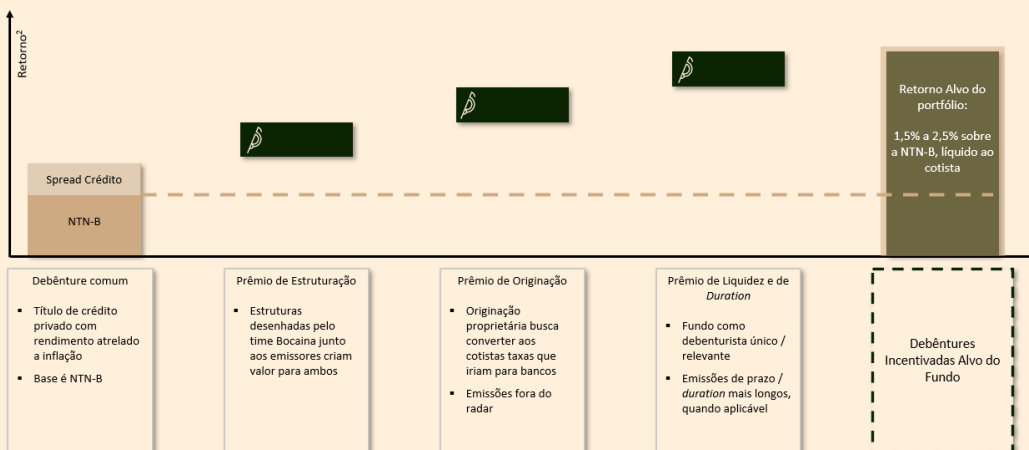 Retorno²
Spread Crédito
NTN-B
Retorno Alvo do
portfólio:
1,5% a 2,5% sobre
a NTN-B, líquido ao
cotista
Debênture comum
▪ Título de crédito
privado com
rendimento atrelado
a inflação
▪ Base é NTN-B
Prêmio de Estruturação
▪ Estruturas
desenhadas pelo
time Bocaina junto
aos emissores criam
valor para ambos
Prêmio de Originação
▪ Originação
proprietária busca
converter aos
cotistas taxas que
iriam para bancos
▪ Emissões fora do
radar
Prêmio de Liquidez e de
Duration
▪ Fundo como
debenturista único /
relevante
▪ Emissões de prazo /
duration mais longos,
quando aplicável
Debêntures
Incentivadas Alvo do
Fundo